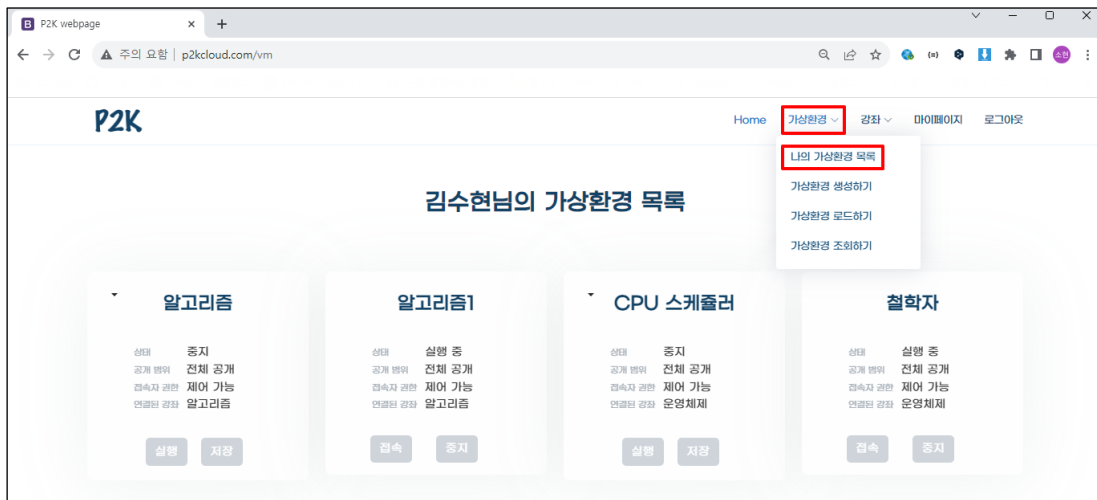 B P2K webpage
주의 요함 p2kcloud.com/vm
소현
P2K
Home 가상환경 강좌 마이페이지 로그아웃
나의 가상환경 목록
가상환경 생성하기
가상환경 로드하기
가상환경 조회하기
김수현님의 가상환경 목록
알고리즘
상태 중지
공개 범위 전체 공개
접속자 권한 제어 가능
연결된 강좌 알고리즘
실행 저장
알고리즘1
상태 실행 중
공개 범위 전체 공개
접속자 권한 제어 가능
연결된 강좌 알고리즘
접속 중지
CPU 스케쥴러
상태 중지
공개 범위 전체 공개
접속자 권한 제어 가능
연결된 강좌 운영체제
실행 저장
철학자
상태 실행 중
공개 범위 전체 공개
접속자 권한 제어 가능
연결된 강좌 운영체제
접속 중지